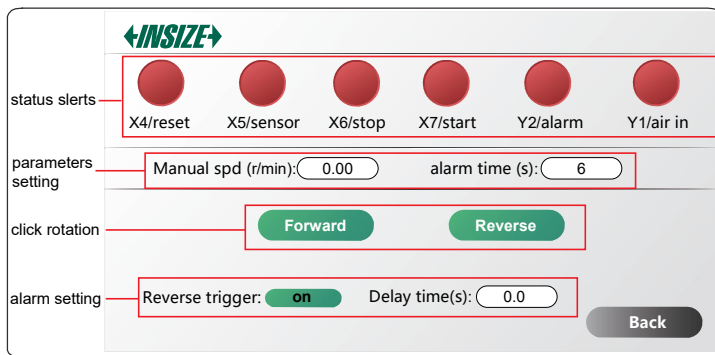 INSIZE
status slerts
X4/reset X5/sensor X6/stop X7/start Y2/alarm Y1/air in
parameters
setting
Manual spd (r/min): 0.00 alarm time (s): 6
click rotation
Forward Reverse
alarm setting
Reverse trigger: on Delay time(s): 0.0
Back